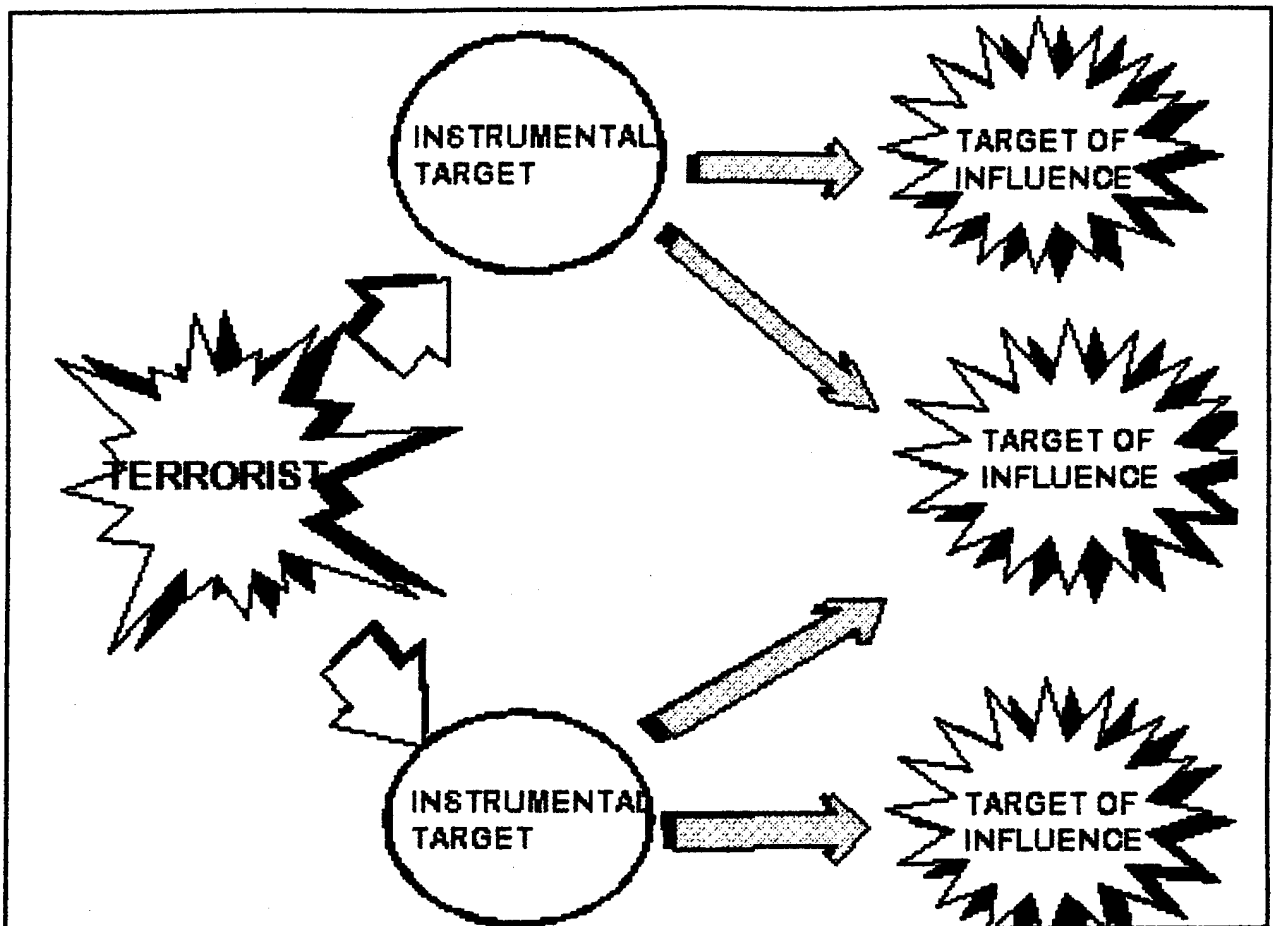 INSTRUMENTAL
TARGET
TARGET OF
INFLUENCE
TERRORIST
TARGET OF
INFLUENCE
INSTRUMENTAL
TARGET
TARGET OF
INFLUENCE